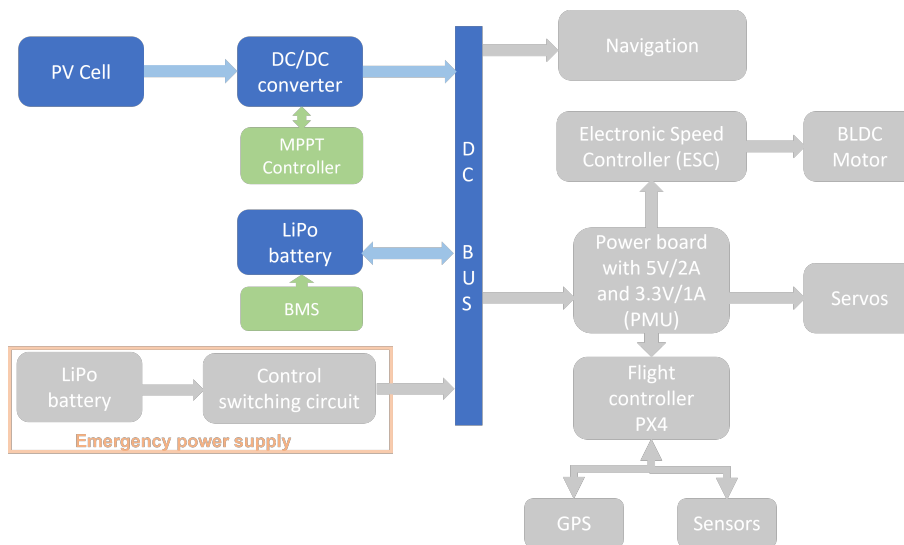 PV Cell
DC/DC
converter
MPPT
Controller
LiPo
battery
BMS
LiPo
battery
Control
switching circuit
Emergency power supply
D
C
B
U
S
Navigation
Electronic Speed
Controller (ESC)
BLDC
Motor
Power board
with 5V/2A
and 3.3V/1A
(PMU)
Servos
Flight
controller
PX4
GPS
Sensors